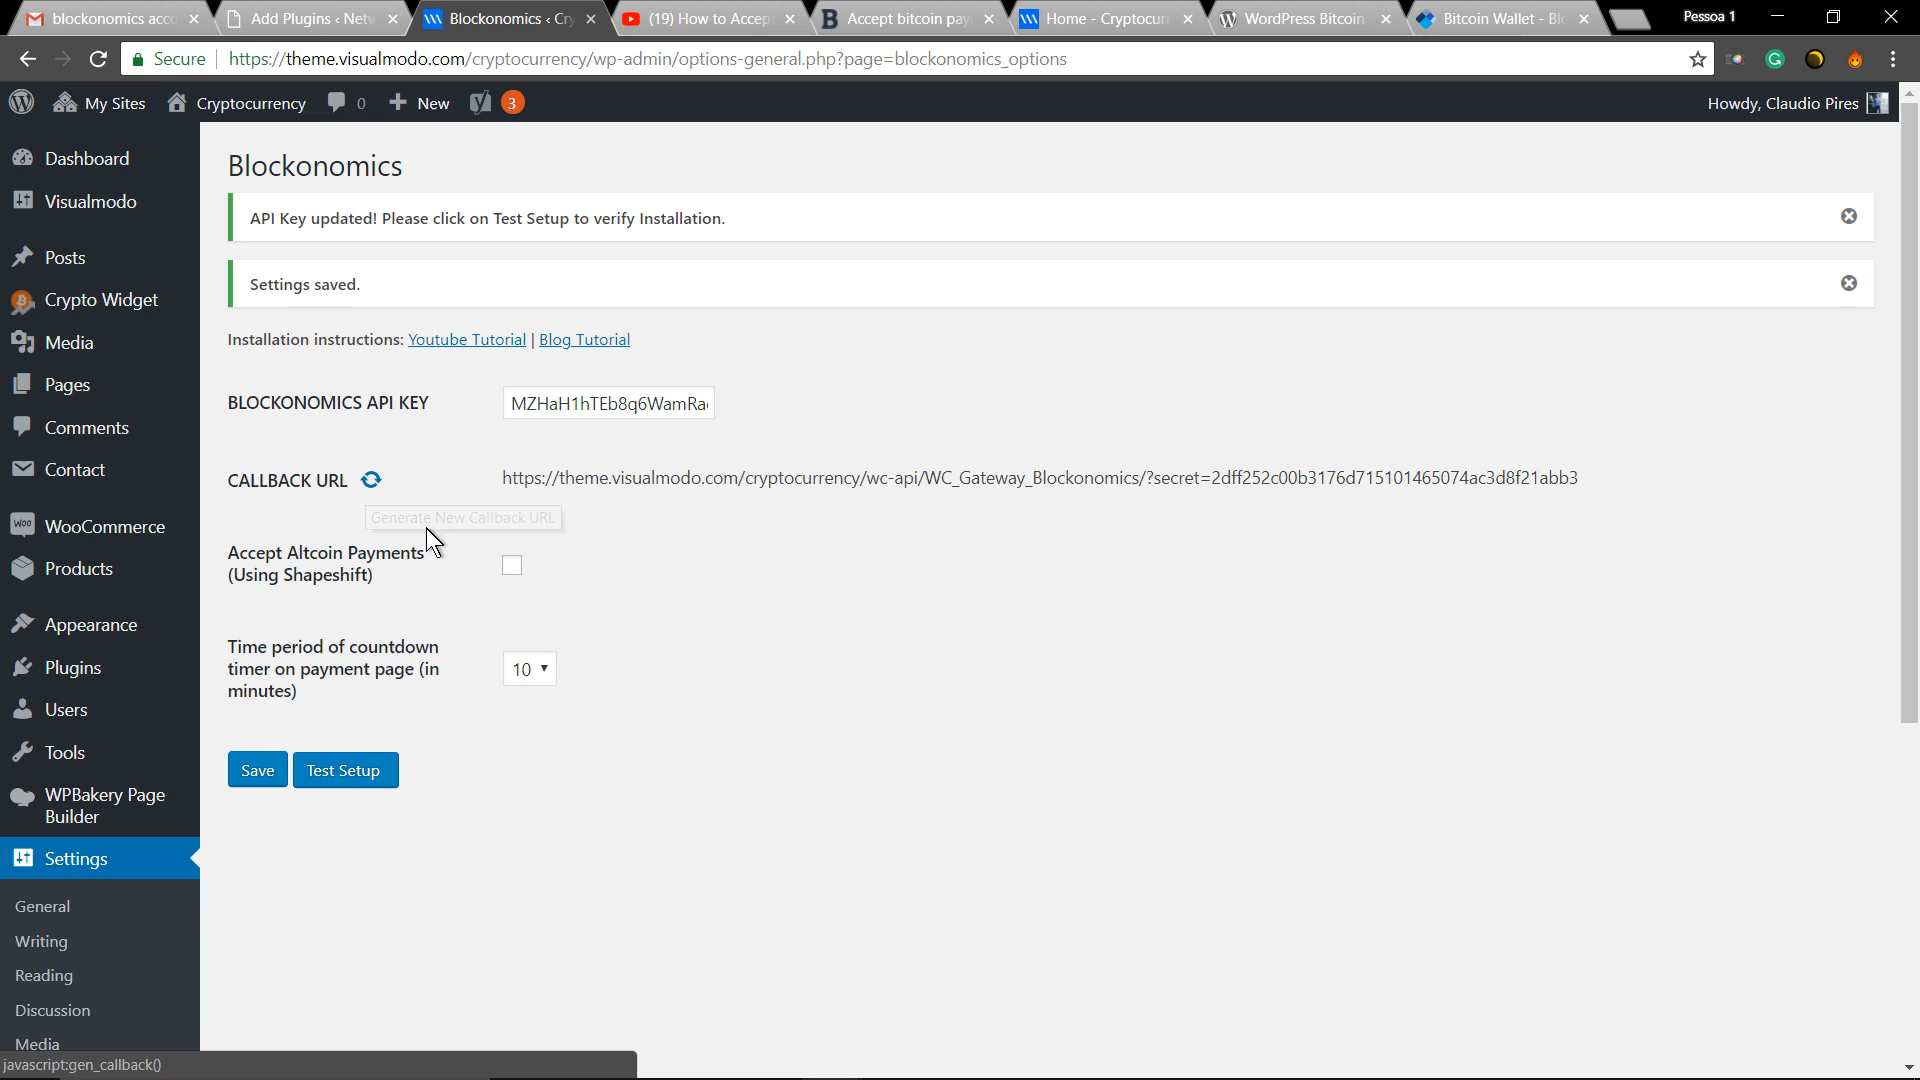 blockonomics acc
Add Plugins ‹ Netw
Blockonomics ‹ Cr
(19) How to Accep
Accept bitcoin pay
Home - Cryptocurr
WordPress Bitcoin
Bitcoin Wallet - Bl
Pessoa 1
Secure
https://theme.visualmodo.com/cryptocurrency/wp-admin/options-general.php?page=blockonomics_options
My Sites
Cryptocurrency
0
New
3
Howdy, Claudio Pires
Dashboard
Visualmodo
Posts
Crypto Widget
Media
Pages
Comments
Contact
WooCommerce
Products
Appearance
Plugins
Users
Tools
WPBakery Page
Builder
Settings
General
Writing
Reading
Discussion
Media
Blockonomics
API Key updated! Please click on Test Setup to verify Installation.
Settings saved.
Installation instructions: Youtube Tutorial | Blog Tutorial
BLOCKONOMICS API KEY
MZHaH1hTEb8q6WamRa
CALLBACK URL
https://theme.visualmodo.com/cryptocurrency/wc-api/WC_Gateway_Blockonomics/?secret=2dff252c00b3176d715101465074ac3d8f21abb3
Generate New Callback URL
Accept Altcoin Payments
(Using Shapeshift)
Time period of countdown
timer on payment page (in
minutes)
10
Save
Test Setup
javascript:gen_callback()